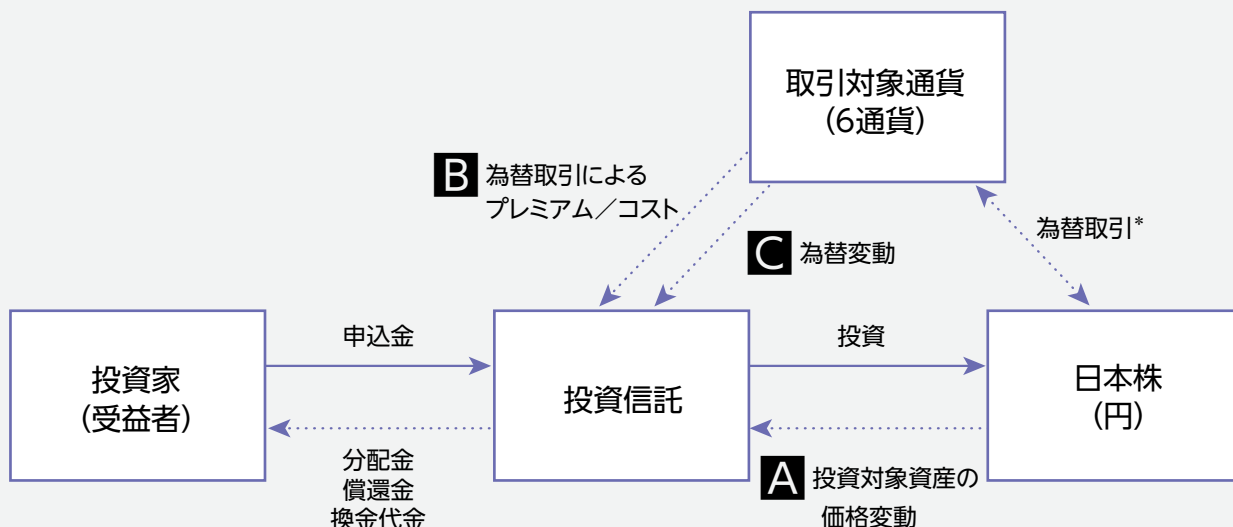 取引対象通貨
(6通貨)
B 為替取引による
プレミアム／コスト
為替取引*
C 為替変動
投資家
(受益者)
申込金
分配金
償還金
換金代金
投資信託
投資
A 投資対象資産の
価格変動
日本株
(円)